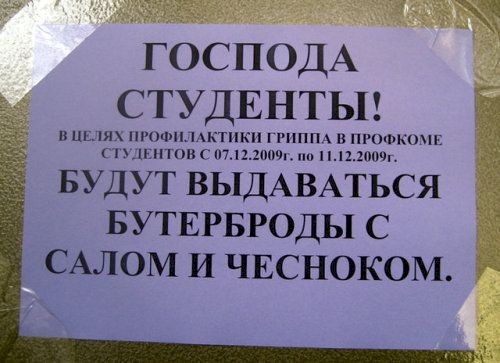 ГОСПОДА
СТУДЕНТЫ!
В ЦЕЛЯХ ПРОФИЛАКТИКИ ГРИППА В ПРОФКОМЕ
СТУДЕНТОВ С 07.12.2009г. по 11.12.2009г.
БУДУТ ВЫДАВАТЬСЯ
БУТЕРБРОДЫ С
САЛОМ И ЧЕСНОКОМ.